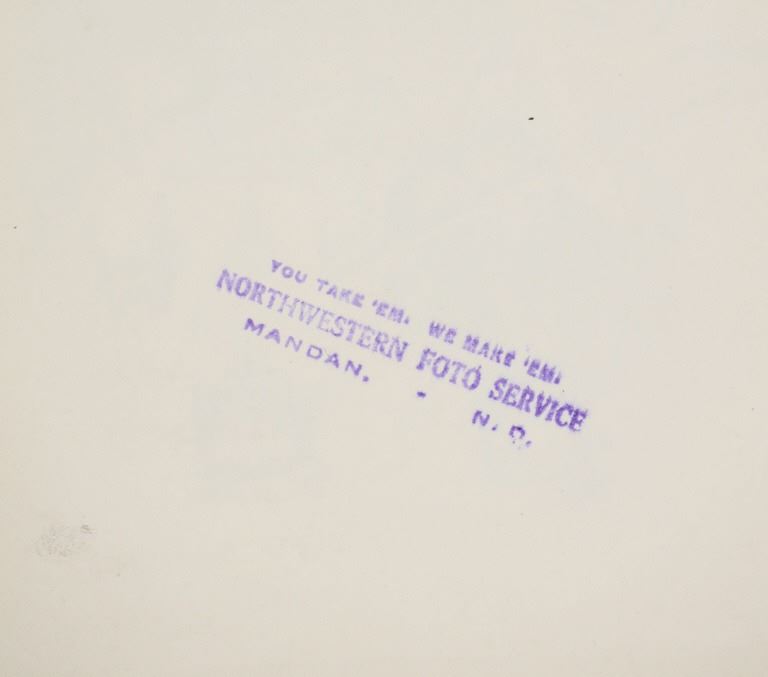 YOU TAKE 'EM. WE MAKE 'EM.
NORTHWESTERN FOTO SERVICE
MANDAN. - N. D.